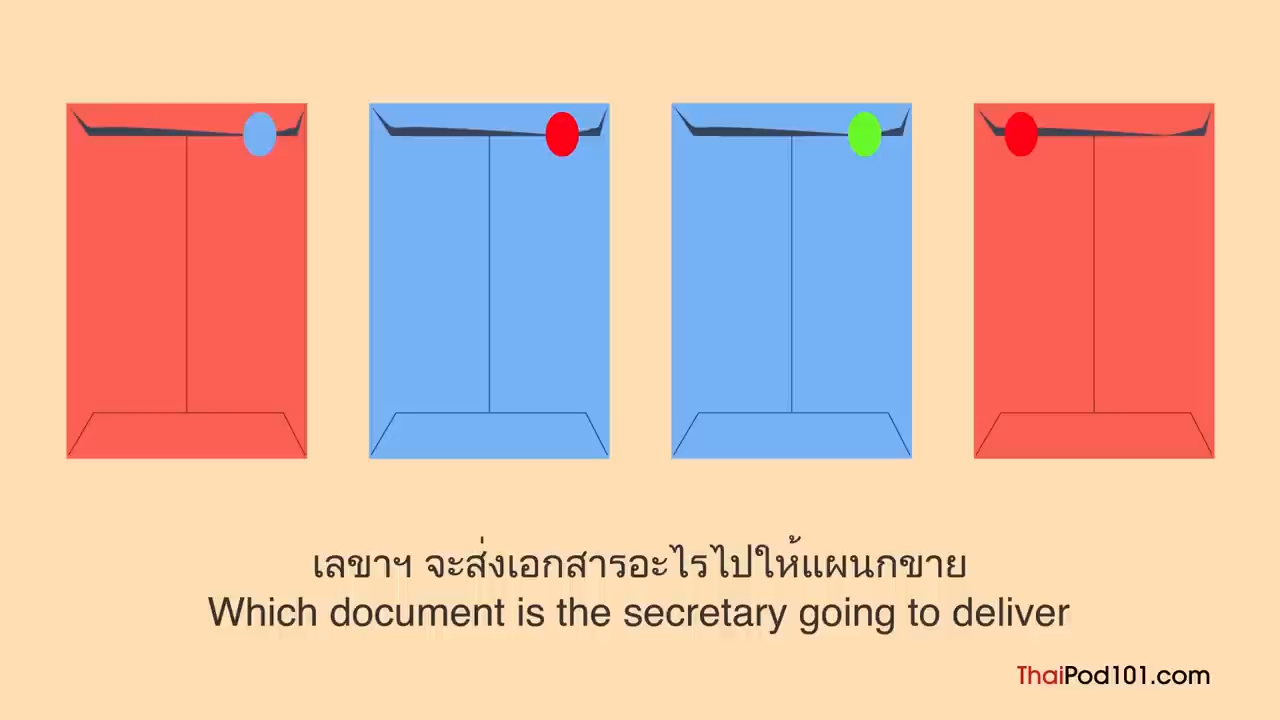 เลขาฯ จะส่งเอกสารอะไรไปให้แผนกขาย
Which document is the secretary going to deliver
ThaiPod101.com